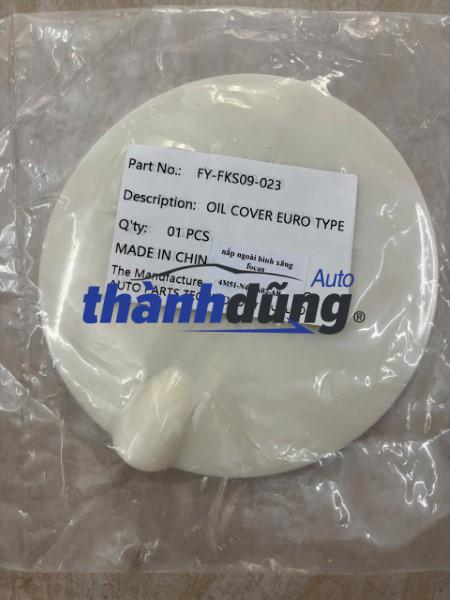 Part No.: FY-FKS09-023
Description: OIL COVER EURO TYPE
Q'ty: 01 PCS
nắp ngoài bình xăng
focus
MADE IN CHIN
The Manufacture
AUTO PARTS
Auto
thànhdũng®